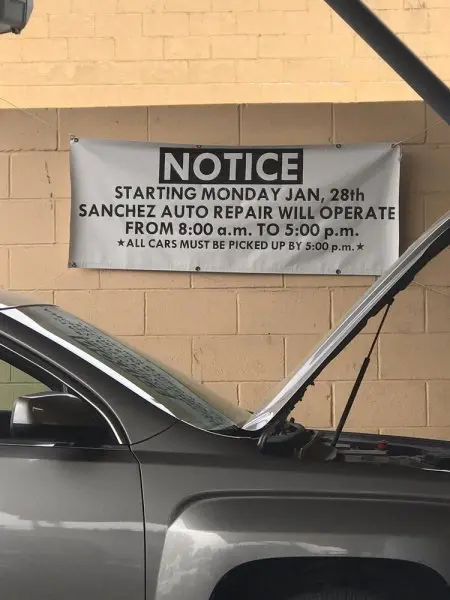 NOTICE
STARTING MONDAY JAN, 28th
SANCHEZ AUTO REPAIR WILL OPERATE
FROM 8:00 a.m. TO 5:00 p.m.
★ALL CARS MUST BE PICKED UP BY 5:00 p.m.★